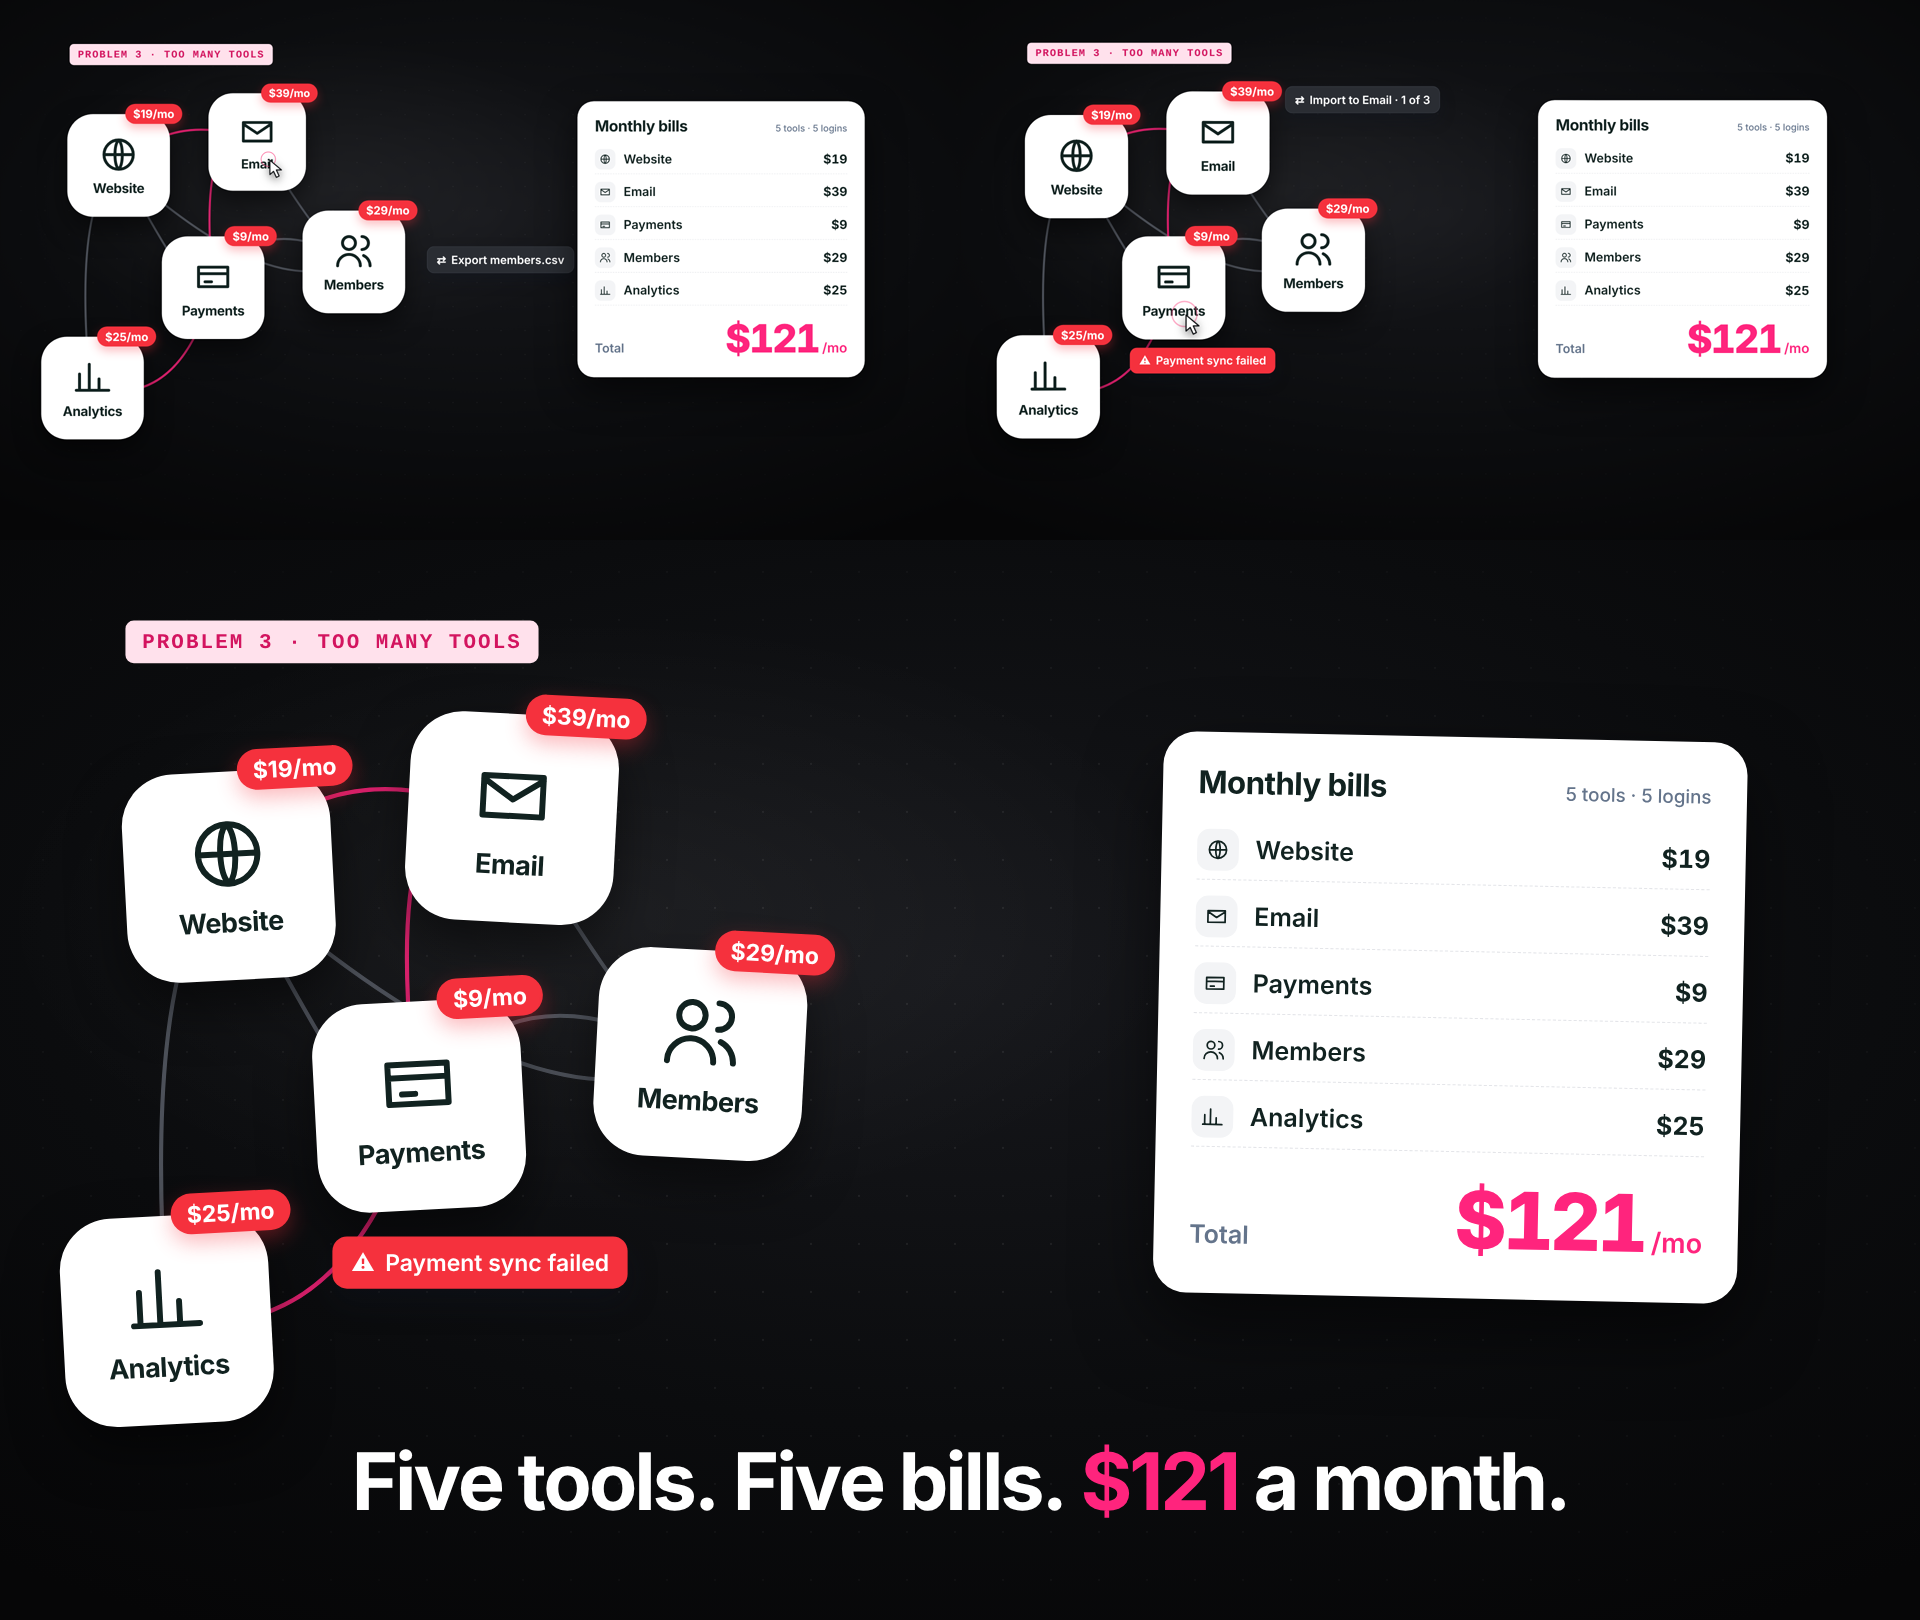 PROBLEM 3 · TOO MANY TOOLS
$39/mo
$19/mo
Email
Website
$29/mo
$9/mo
Members
Payments
⇄ Export members.csv
$25/mo
Analytics
Monthly bills
5 tools · 5 logins
Website $19
Email $39
Payments $9
Members $29
Analytics $25
Total $121 /mo
PROBLEM 3 · TOO MANY TOOLS
$39/mo
⇄ Import to Email · 1 of 3
$19/mo
Email
Website
$29/mo
$9/mo
Members
Payments
$25/mo
Payment sync failed
Analytics
Monthly bills
5 tools · 5 logins
Website $19
Email $39
Payments $9
Members $29
Analytics $25
Total $121 /mo
PROBLEM 3 · TOO MANY TOOLS
$39/mo
$19/mo
Email
Website
$29/mo
$9/mo
Members
Payments
$25/mo
Payment sync failed
Analytics
Monthly bills
5 tools · 5 logins
Website $19
Email $39
Payments $9
Members $29
Analytics $25
Total $121 /mo
Five tools. Five bills. $121 a month.